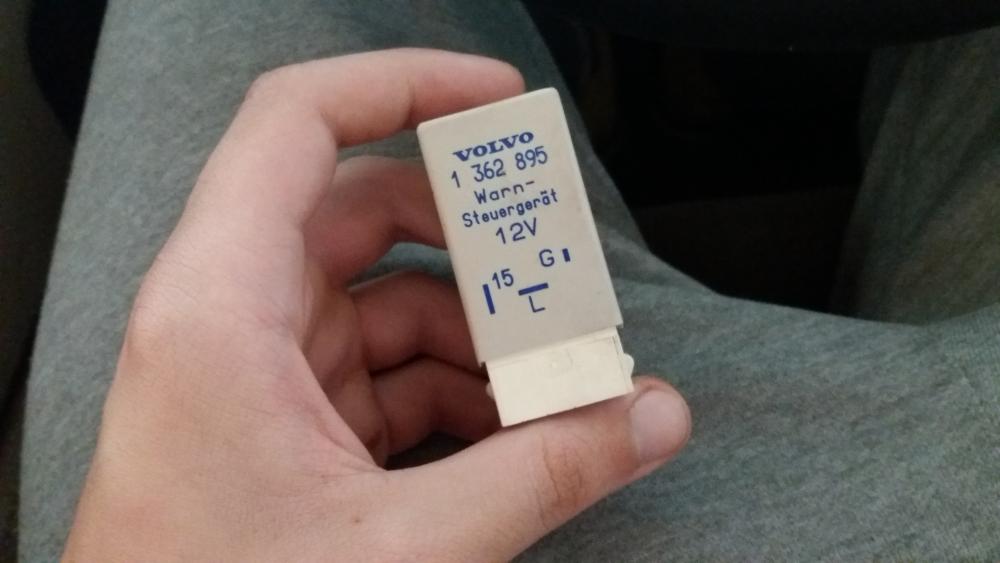 VOLVO
1 362 895
Warn-
Steuergerät
12V
G
15
L